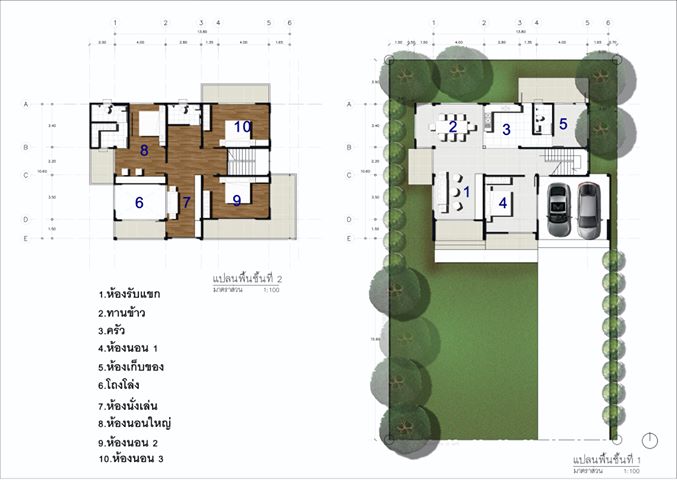 1 2 3 4 5 6
13.80
2.00 4.00 2.80 1.35 4.00
A
B
C
D
E
10.60
3.40
2.20
3.50
1.50
8
10
6
7
9
แปลนพื้นชั้นที่ 2
มาตราส่วน 1:100
1.ห้องรับแขก
2.ทานข้าว
3.ครัว
4.ห้องนอน 1
5.ห้องเก็บของ
6.โถงโล่ง
7.ห้องนั่งเล่น
8.ห้องนอนใหญ่
9.ห้องนอน 2
10.ห้องนอน 3
1 2 3 4 5 6
13.80
1.50 4.00 2.80 1.35 4.00
A
B
C
D
E
10.60
2
3
5
1
4
แปลนพื้นชั้นที่ 1
มาตราส่วน 1:100